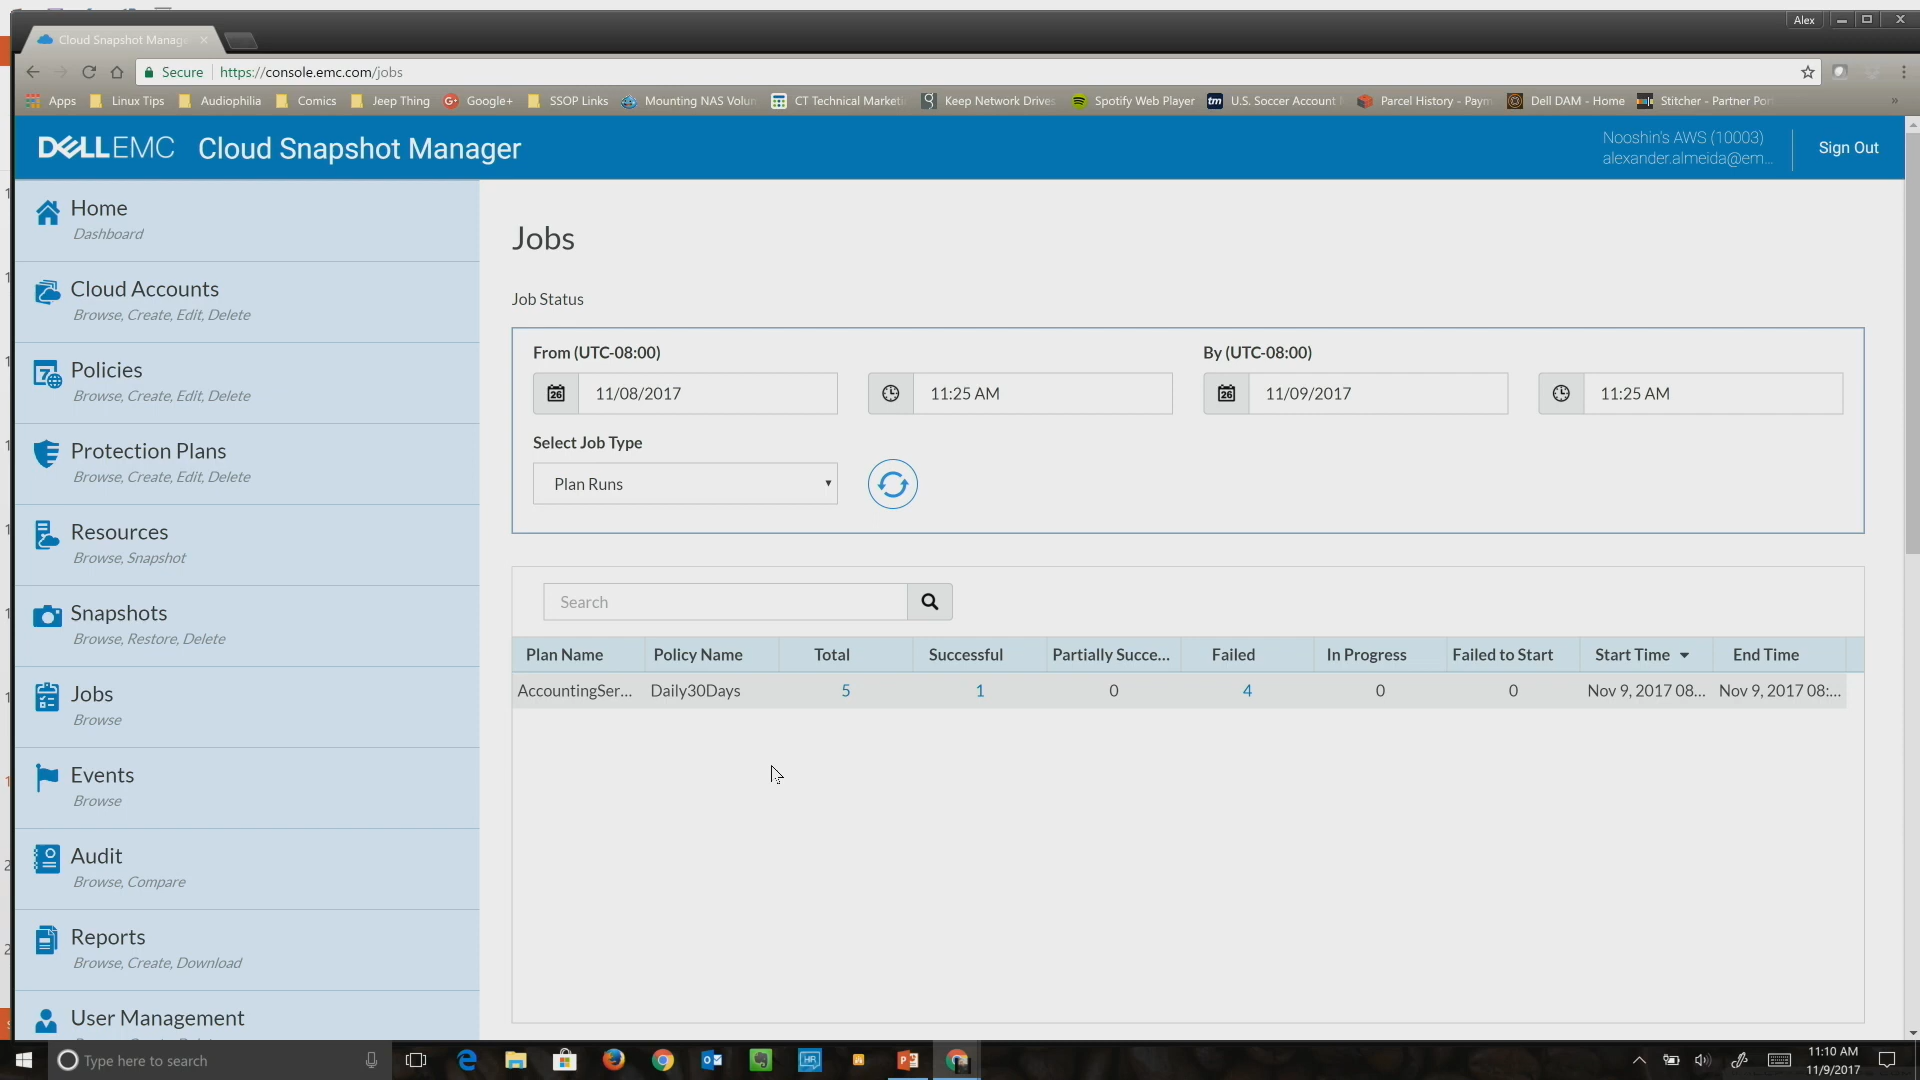 Alex
Cloud Snapshot Manag
Secure
https://console.emc.com/jobs
Apps
Linux Tips
Audiophilia
Comics
Jeep Thing
Google+
SSOP Links
Mounting NAS Volun
CT Technical Marketi
Keep Network Drives
Spotify Web Player
U.S. Soccer Account
Parcel History - Paym
Dell DAM - Home
Stitcher - Partner Por
DELLEMC Cloud Snapshot Manager
Nooshin's AWS (10003)
alexander.almeida@em...
Sign Out
Home
Dashboard
Cloud Accounts
Browse, Create, Edit, Delete
Policies
Browse, Create, Edit, Delete
Protection Plans
Browse, Create, Edit, Delete
Resources
Browse, Snapshot
Snapshots
Browse, Restore, Delete
Jobs
Browse
Events
Browse
Audit
Browse, Compare
Reports
Browse, Create, Download
User Management
Jobs
Job Status
From (UTC-08:00)
By (UTC-08:00)
11/08/2017
11:25 AM
11/09/2017
11:25 AM
Select Job Type
Plan Runs
Search
Plan Name Policy Name Total Successful Partially Succe... Failed In Progress Failed to Start Start Time End Time
AccountingSer... Daily30Days 5 1 0 4 0 0 Nov 9, 2017 08... Nov 9, 2017 08:...
Type here to search
11:10 AM
11/9/2017